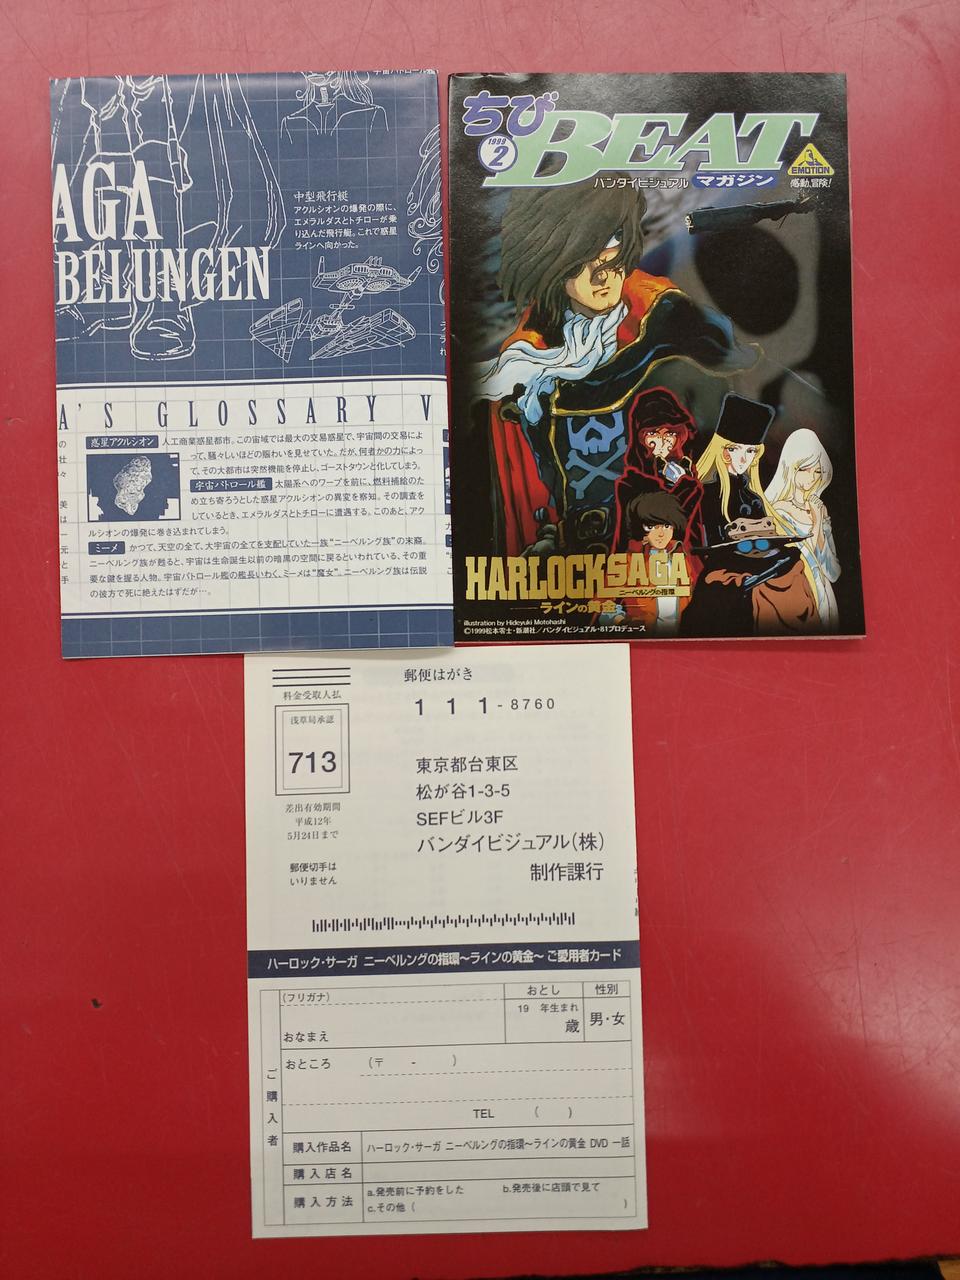 宇宙パトロール艦
AGA
BELUNGEN
中型飛行艇
アクルシオンの爆発の際に、
エメラルダスとトチローが乗
り込んだ飛行艇。これで惑星
ラインへ向かった。
A'S GLOSSARY V
惑星アクルシオン 人工商業惑星都市。この宙域では最大の交易惑星で、宇宙間の交易によ
って、騒々しいほどの賑わいを見せていた。だが、何者かの力によっ
て、その大都市は突然機能を停止し、ゴーストタウンと化してしまう。
宇宙パトロール艦 太陽系へのワープを前に、燃料補給のた
め立ち寄ろうとした惑星アクルシオンの異変を察知。その調査を
しているとき、エメラルダスとトチローに遭遇する。このあと、アク
ルシオンの爆発に巻き込まれてしまう。
ミーメ かつて、天空の全て、大宇宙の全てを支配していた一族“ニーベルング族”の末裔。
ニーベルング族が甦ると、宇宙は生命誕生以前の暗黒の空間に戻るといわれている、その重
要な鍵を握る人物。宇宙パトロール艦の艦長いわく、ミーメは“魔女”。ニーベルング族は伝説
の彼方で死に絶えたはずだが…。
ちび
1999
2
BEAT
バンダイビジュアル マガジン
EMOTION
感動、冒険!
HARLOCK SAGA
ニーベルングの指環
ラインの黄金
illustration by Hideyuki Motohashi
©1999松本零士・新潮社／バンダイビジュアル・81プロデュース
郵便はがき
料金受取人払
111-8760
浅草局承認
713
差出有効期間
平成12年
5月24日まで
郵便切手は
いりません
東京都台東区
松が谷1-3-5
SEFビル3F
バンダイビジュアル(株)
制作課行
ハーロック・サーガ ニーベルングの指環〜ラインの黄金〜 ご愛用者カード
ご購入者
(フリガナ)
おなまえ
おとし
19 年生まれ
歳
性別
男・女
おところ (〒 - )
TEL ( )
購入作品名 ハーロック・サーガ ニーベルングの指環〜ラインの黄金 DVD 一話
購入店名
購入方法 a.発売前に予約をした b.発売後に店頭で見て
c.その他( )